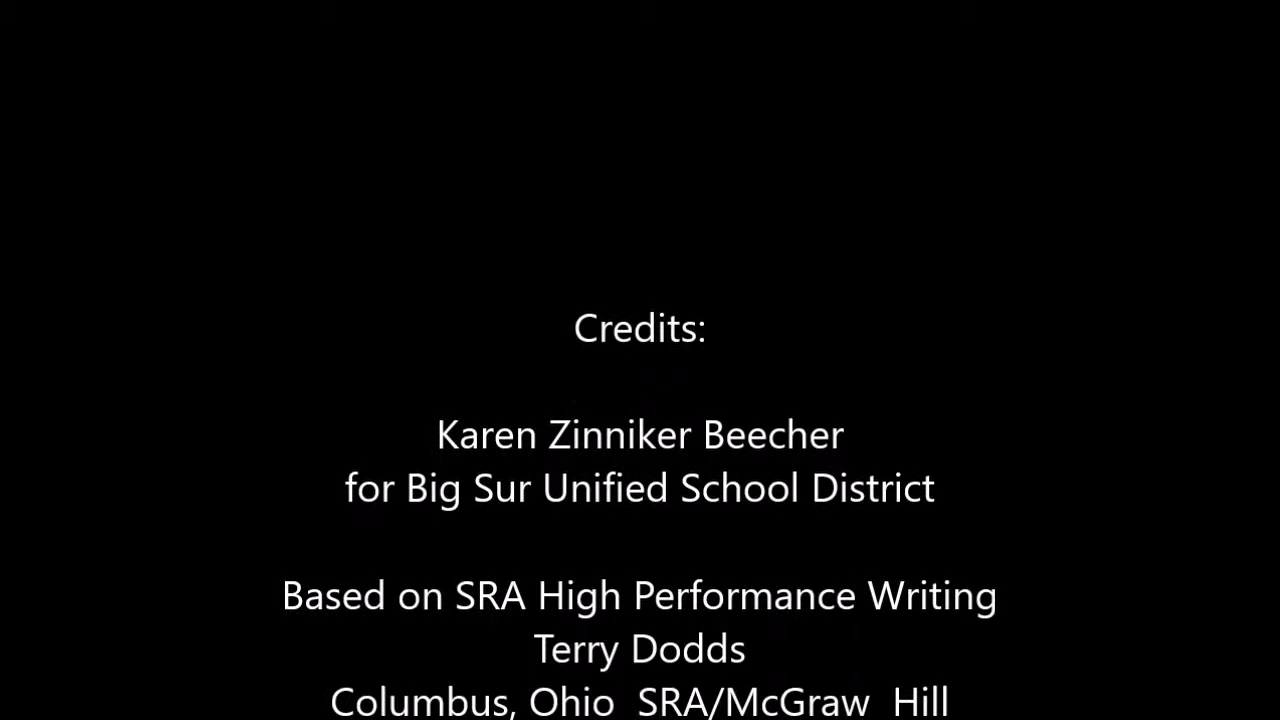 Credits:
Karen Zinniker Beecher
for Big Sur Unified School District
Based on SRA High Performance Writing
Terry Dodds
Columbus, Ohio  SRA/McGraw  Hill